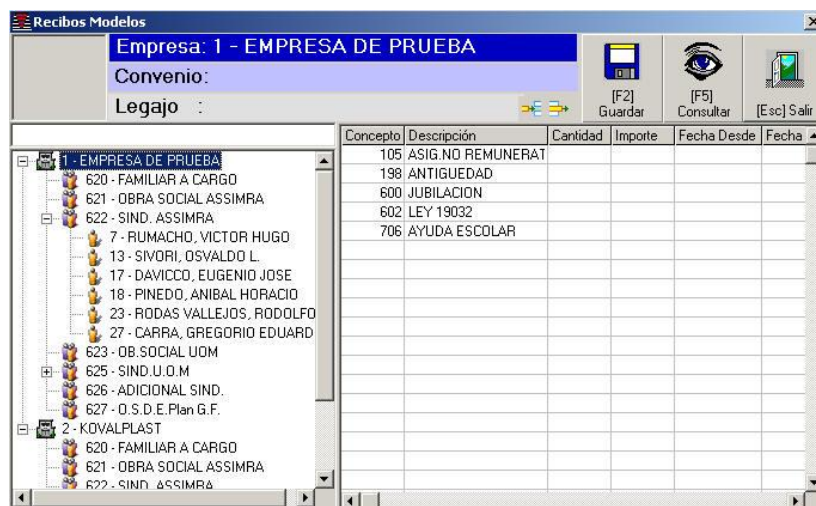 Recibos Modelos
Empresa: 1 - EMPRESA DE PRUEBA
Convenio:
Legajo :
[F2]
Guardar
[F5]
Consultar
[Esc] Salir
1 - EMPRESA DE PRUEBA
620 - FAMILIAR A CARGO
621 - OBRA SOCIAL ASSIMRA
622 - SIND. ASSIMRA
7 - RUMACHO, VICTOR HUGO
13 - SIVORI, OSVALDO L.
17 - DAVICCO, EUGENIO JOSE
18 - PINEDO, ANIBAL HORACIO
23 - RODAS VALLEJOS, RODOLFO
27 - CARRA, GREGORIO EDUARD
623 - OB.SOCIAL UOM
625 - SIND.U.O.M
626 - ADICIONAL SIND.
627 - O.S.D.E.Plan G.F.
2 - KOVALPLAST
620 - FAMILIAR A CARGO
621 - OBRA SOCIAL ASSIMRA
622 - SIND. ASSIMRA
Concepto Descripción Cantidad Importe Fecha Desde Fecha
105 ASIG.NO REMUNERAT
198 ANTIGUEDAD
600 JUBILACION
602 LEY 19032
706 AYUDA ESCOLAR